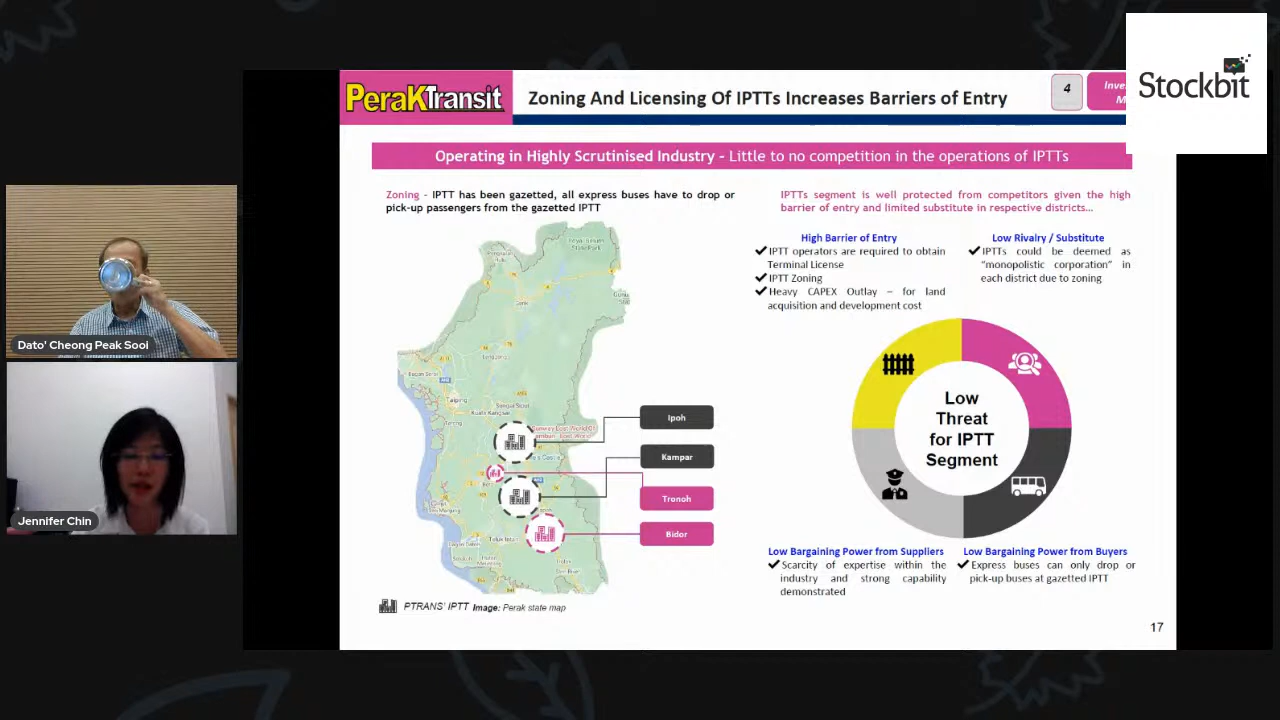 Stockbit
PeraKTransit
Zoning And Licensing Of IPTTs Increases Barriers of Entry
4
Operating in Highly Scrutinised Industry - Little to no competition in the operations of IPTTs
Zoning - IPTT has been gazetted, all express buses have to drop or
pick-up passengers from the gazetted IPTT
IPTTs segment is well protected from competitors given the high
barrier of entry and limited substitute in respective districts...
High Barrier of Entry
IPTT operators are required to obtain
Terminal License
IPTT Zoning
Heavy CAPEX Outlay – for land
acquisition and development cost
Low Rivalry / Substitute
IPTTs could be deemed as
"monopolistic corporation" in
each district due to zoning
Taiping
Kuala Kangsar
Ipoh
Kampar
Tronoh
Bidor
Low
Threat
for IPTT
Segment
Low Bargaining Power from Suppliers
Scarcity of expertise within the
industry and strong capability
demonstrated
Low Bargaining Power from Buyers
Express buses can only drop or
pick-up buses at gazetted IPTT
PTRANS' IPTT Image: Perak state map
17
Dato' Cheong Peak Sooi
Jennifer Chin